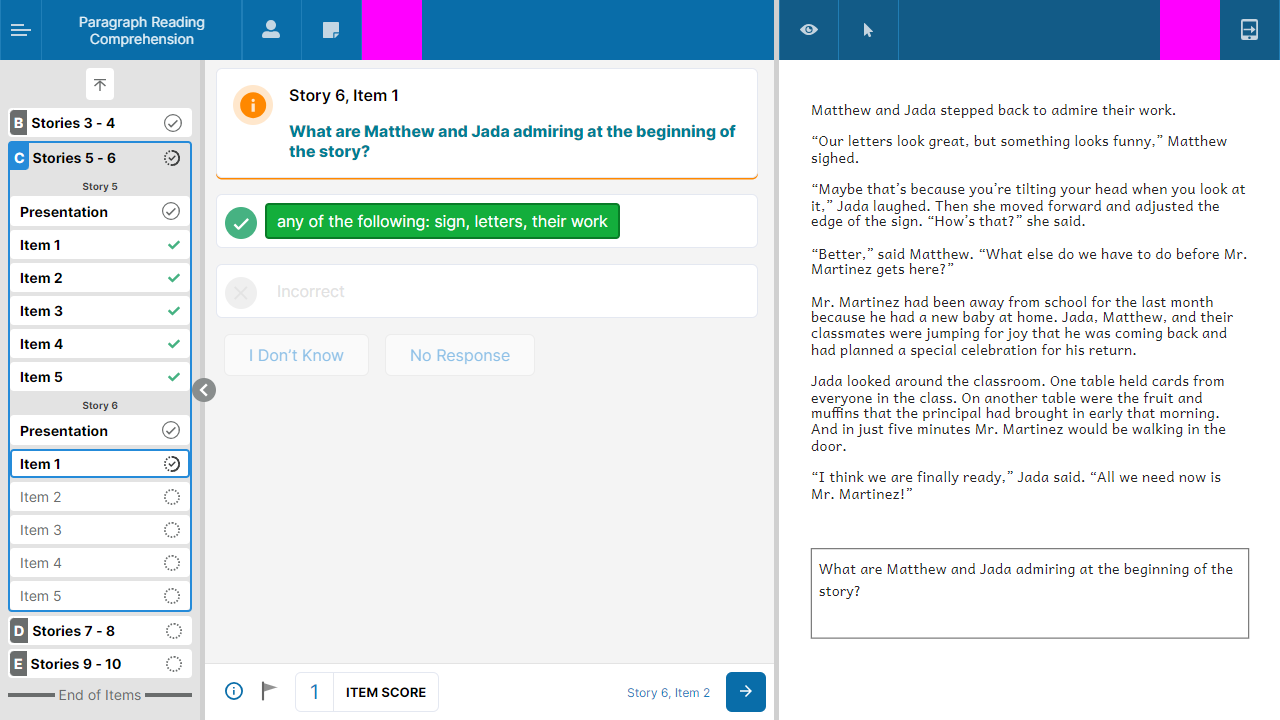 Paragraph Reading
Comprehension
B Stories 3 - 4
C Stories 5 - 6
Story 5
Presentation
Item 1
Item 2
Item 3
Item 4
Item 5
Story 6
Presentation
Item 1
Item 2
Item 3
Item 4
Item 5
D Stories 7 - 8
E Stories 9 - 10
End of Items
Story 6, Item 1
What are Matthew and Jada admiring at the beginning of
the story?
any of the following: sign, letters, their work
Incorrect
I Don’t Know
No Response
1 ITEM SCORE
Story 6, Item 2
Matthew and Jada stepped back to admire their work.
“Our letters look great, but something looks funny,” Matthew
sighed.
“Maybe that’s because you’re tilting your head when you look at
it,” Jada laughed. Then she moved forward and adjusted the
edge of the sign. “How’s that?” she said.
“Better,” said Matthew. “What else do we have to do before Mr.
Martinez gets here?”
Mr. Martinez had been away from school for the last month
because he had a new baby at home. Jada, Matthew, and their
classmates were jumping for joy that he was coming back and
had planned a special celebration for his return.
Jada looked around the classroom. One table held cards from
everyone in the class. On another table were the fruit and
muffins that the principal had brought in early that morning.
And in just five minutes Mr. Martinez would be walking in the
door.
“I think we are finally ready,” Jada said. “All we need now is
Mr. Martinez!”
What are Matthew and Jada admiring at the beginning of the
story?